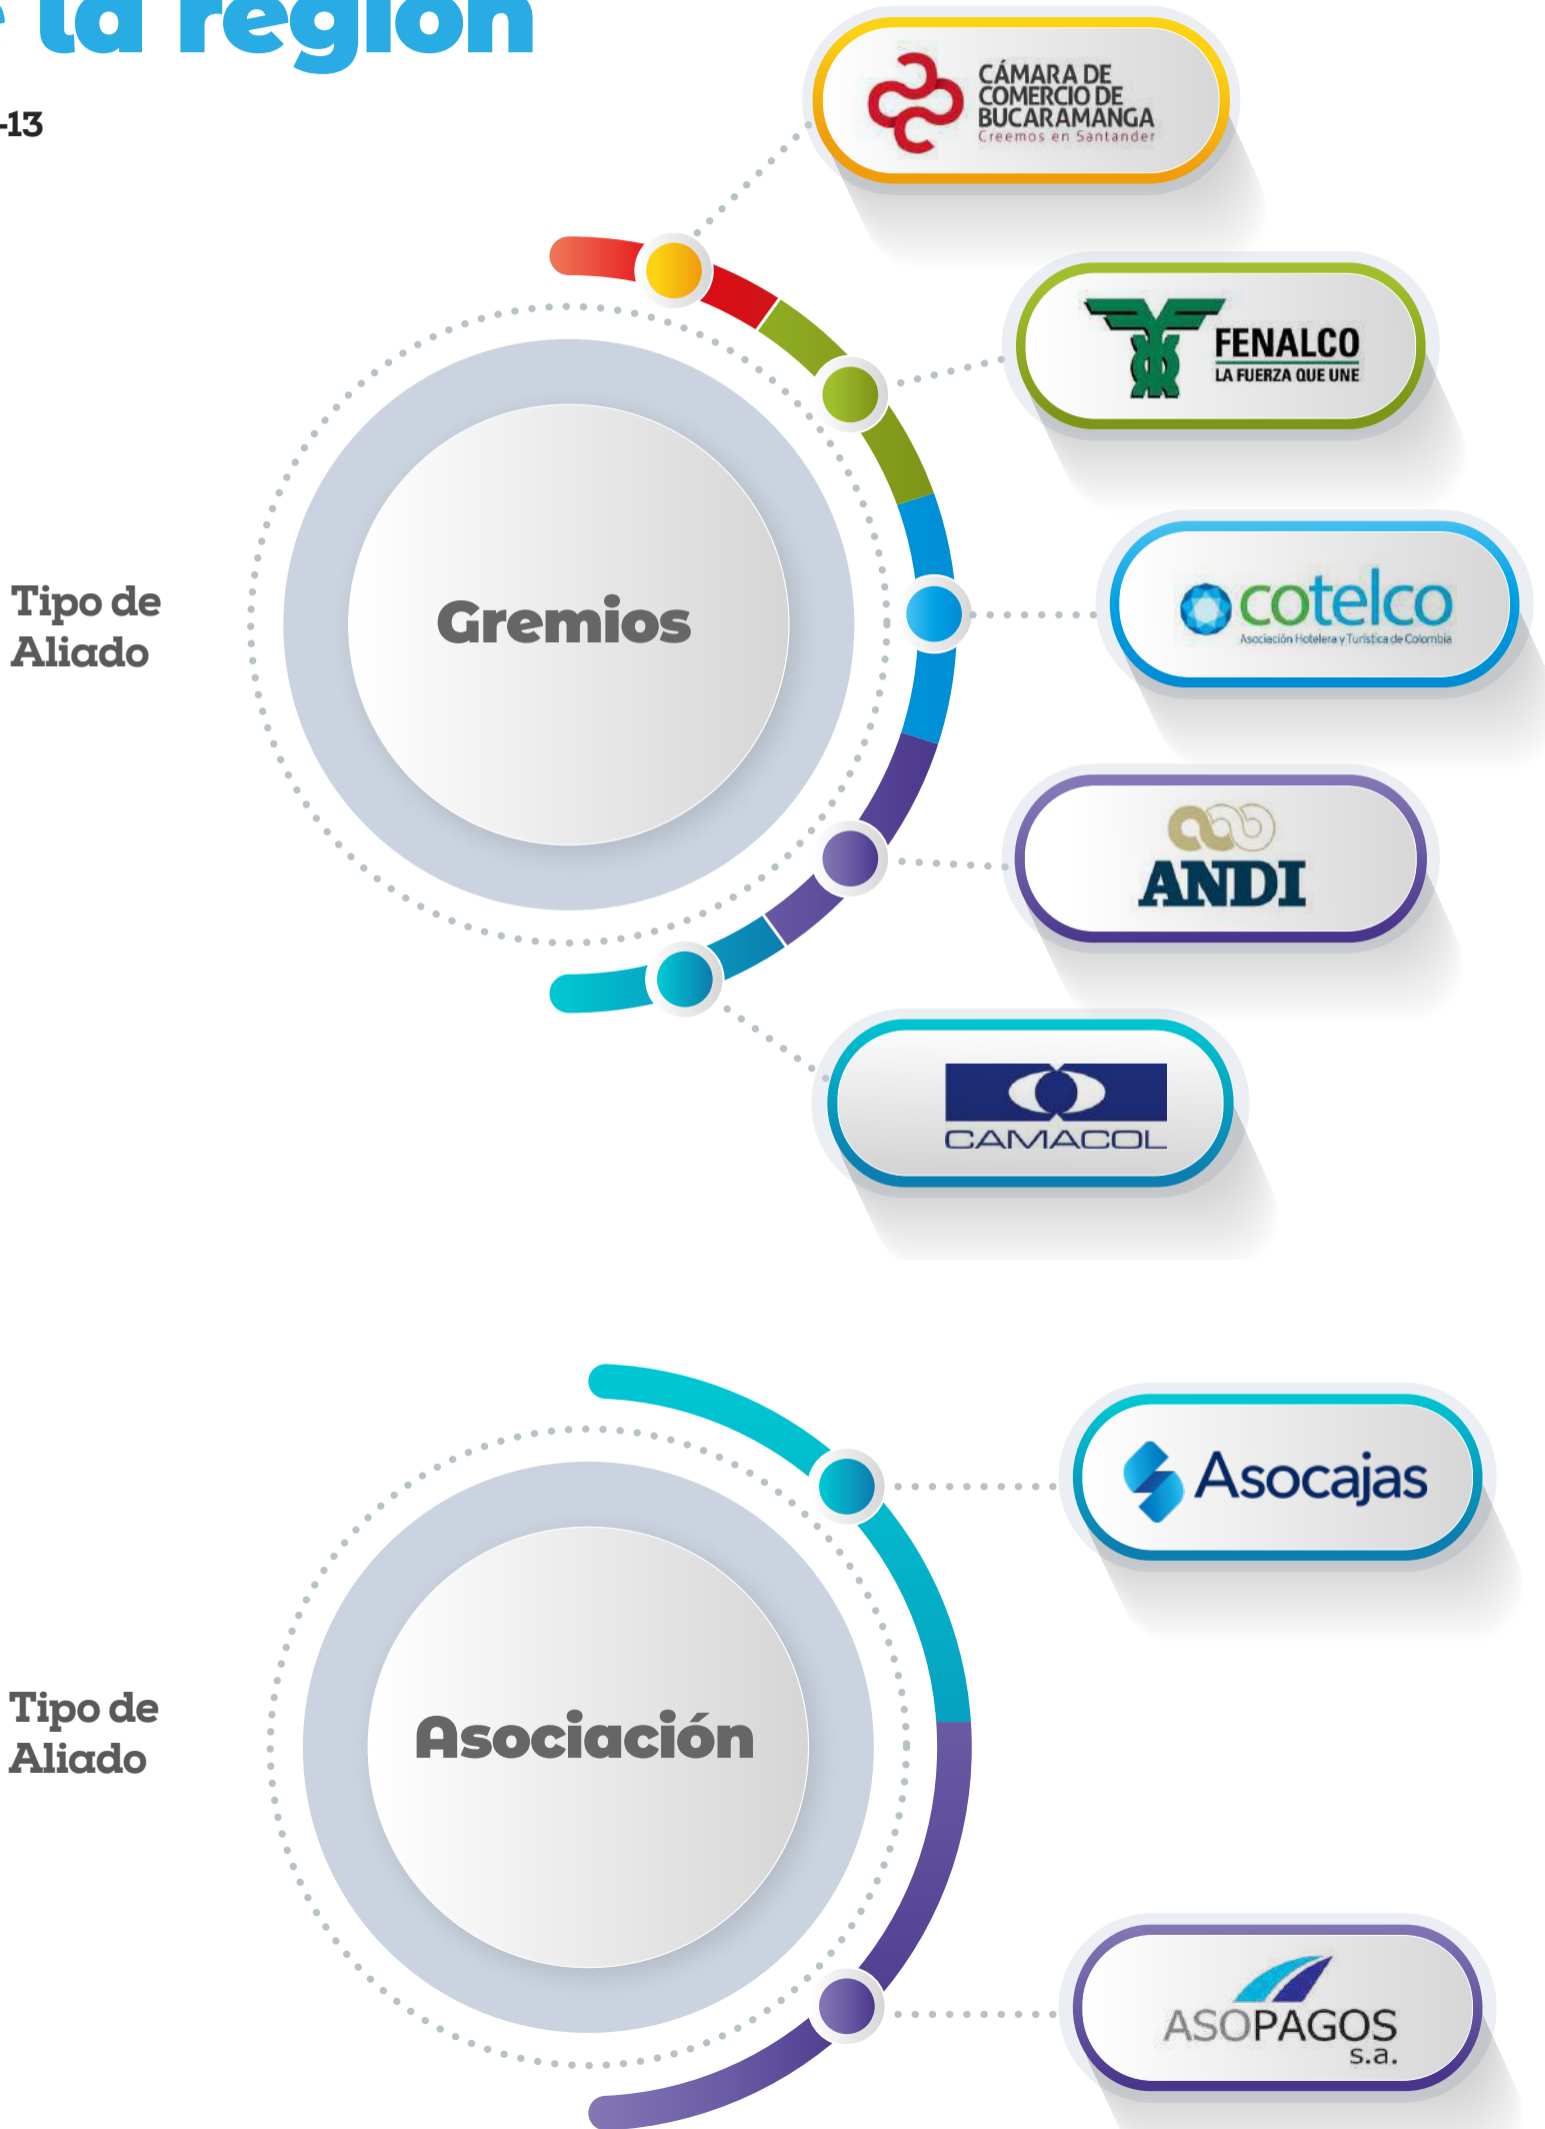 e la región
-13
CÁMARA DE
COMERCIO DE
BUCARAMANGA
Creemos en Santander
FENALCO
LA FUERZA QUE UNE
Tipo de
Aliado
Gremios
cotelco
Asociación Hotelera y Turística de Colombia
ANDI
CAMACOL
Asocajas
Tipo de
Aliado
Asociación
ASOPAGOS
s.a.